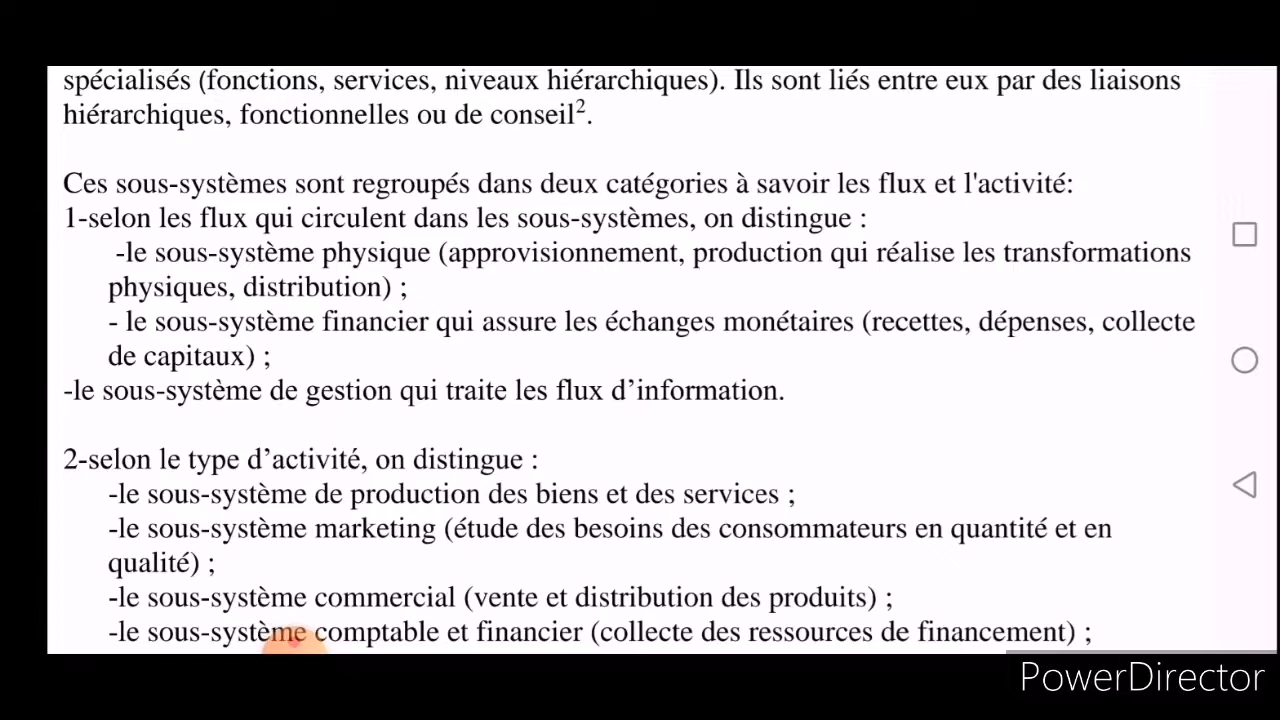 spécialisés (fonctions, services, niveaux hiérarchiques). Ils sont liés entre eux par des liaisons
hiérarchiques, fonctionnelles ou de conseil².
Ces sous-systèmes sont regroupés dans deux catégories à savoir les flux et l'activité:
1-selon les flux qui circulent dans les sous-systèmes, on distingue :
-le sous-système physique (approvisionnement, production qui réalise les transformations
physiques, distribution) ;
- le sous-système financier qui assure les échanges monétaires (recettes, dépenses, collecte
de capitaux) ;
-le sous-système de gestion qui traite les flux d’information.
2-selon le type d’activité, on distingue :
-le sous-système de production des biens et des services ;
-le sous-système marketing (étude des besoins des consommateurs en quantité et en
qualité) ;
-le sous-système commercial (vente et distribution des produits) ;
-le sous-système comptable et financier (collecte des ressources de financement) ;
PowerDirector